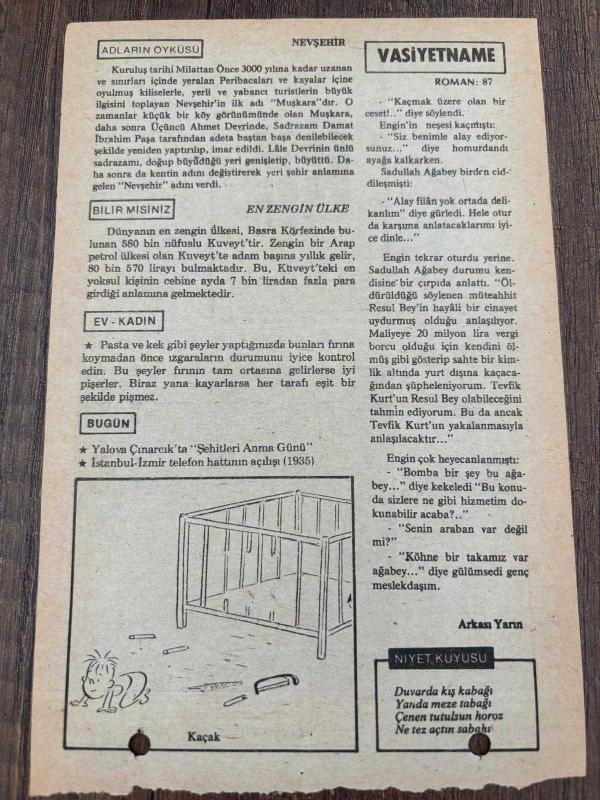 ADLARIN ÖYKÜSÜ
NEVŞEHİR
Kuruluş tarihi Milattan Önce 3000 yılına kadar uzanan
ve sınırları içinde yeralan Peribacaları ve kayalar içine
oyulmuş kiliselerle, yerli ve yabancı turistlerin büyük
ilgisini toplayan Nevşehir'in ilk adı "Muşkara"dır. O
zamanlar küçük bir köy görünümünde olan Muşkara,
daha sonra Üçüncü Ahmet Devrinde, Sadrazam Damat
İbrahim Paşa tarafından adeta baştan başa denilebilecek
şekilde yeniden yaptırılıp, imar edildi. Lâle Devrinin ünlü
sadrazamı, doğup büyüdüğü yeri genişletip, büyüttü. Da-
ha sonra da kentin adını değiştirerek yeri şehir anlamına
gelen "Nevşehir" adını verdi.
BİLİR MİSİNİZ
EN ZENGİN ÜLKE
Dünyanın en zengin ülkesi, Basra Körfezinde bu-
lunan 580 bin nüfuslu Kuveyt'tir. Zengin bir Arap
petrol ülkesi olan Kuveyt'te adam başına yıllık gelir,
80 bin 570 lirayı bulmaktadır. Bu, Küveyt'teki en
yoksul kişinin cebine ayda 7 bin liradan fazla para
girdiği anlamına gelmektedir.
EV - KADIN
★ Pasta ve kek gibi şeyler yaptığınızda bunları fırına
koymadan önce ızgaraların durumunu iyice kontrol
edin. Bu şeyler fırının tam ortasına gelirlerse iyi
pişerler. Biraz yana kayarlarsa her tarafı eşit bir
şekilde pişmez.
BUGÜN
★ Yalova Çınarcık'ta "Şehitleri Anma Günü"
★ İstanbul-İzmir telefon hattının açılışı (1935)
Kaçak
VASİYETNAME
ROMAN: 87
- "Kaçmak üzere olan bir
ceset!.." diye söylendi.
Engin'in neşesi kaçmıştı:
- "Siz benimle alay ediyor-
sunuz..." diye homurdandı
ayağa kalkarken.
Sadullah Ağabey birden cid-
dileşmişti:
- "Alay filân yok ortada deli-
kanlım" diye gürledi. Hele otur
da karşıma anlatacaklarımı iyi-
ce dinle..."
Engin tekrar oturdu yerine.
Sadullah Ağabey durumu ken-
disine bir çırpıda anlattı. "Öl-
dürüldüğü söylenen müteahhit
Resul Bey'in hayâli bir cinayet
uydurmuş olduğu anlaşılıyor.
Maliyeye 20 milyon lira vergi
borcu olduğu için kendini öl-
müş gibi gösterip sahte bir kim-
lik altında yurt dışına kaçaca-
ğından şüpheleniyorum. Tevfik
Kurt'un Resul Bey olabileceğini
tahmin ediyorum. Bu da ancak
Tevfik Kurt'un yakalanmasıyla
anlaşılacaktır..."
Engin çok heyecanlanmıştı:
- "Bomba bir şey bu ağa-
bey..." diye kekeledi "Bu konu-
da sizlere ne gibi hizmetim do-
kunabilir acaba?.."
- "Senin araban var değil
mi?"
- "Köhne bir takamız var
ağabey..." diye gülümsedi genç
meslekdaşım.
Arkası Yarın
NİYET KUYUSU
Duvarda kış kabağı
Yanda meze tabağı
Çenen tutulsun horoz
Ne tez açtın sabahı